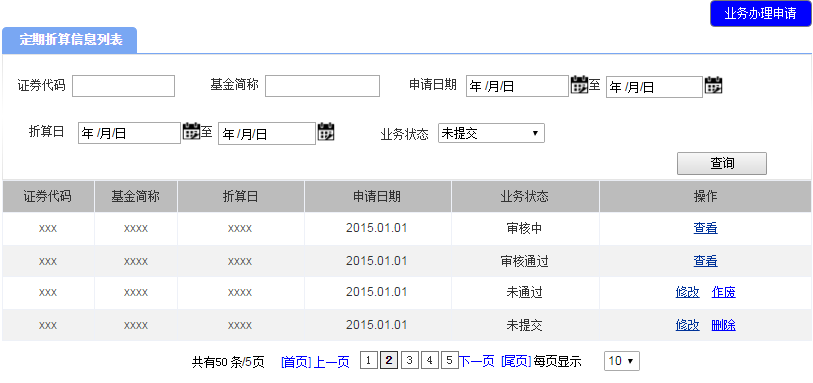 业务办理申请
定期折算信息列表
证券代码 基金简称 申请日期 年 /月/日 至 年 /月/日
折算日 年 /月/日 至 年 /月/日 业务状态 未提交
查询
证券代码 基金简称 折算日 申请日期 业务状态 操作
xxx xxxx xxxx 2015.01.01 审核中 查看
xxx xxxx xxxx 2015.01.01 审核通过 查看
xxx xxxx xxxx 2015.01.01 未通过 修改 作废
xxx xxxx xxxx 2015.01.01 未提交 修改 删除
共有50 条/5页 [首页] 上一页 1 2 3 4 5 下一页 [尾页] 每页显示 10